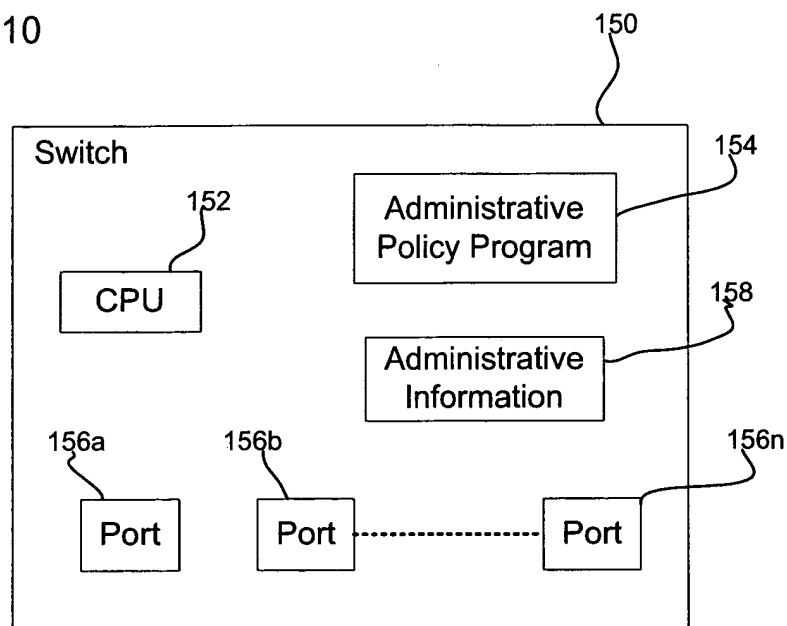 10
150
Switch
154
152
Administrative
Policy Program
CPU
158
Administrative
Information
156a
156b
156n
Port
Port
Port